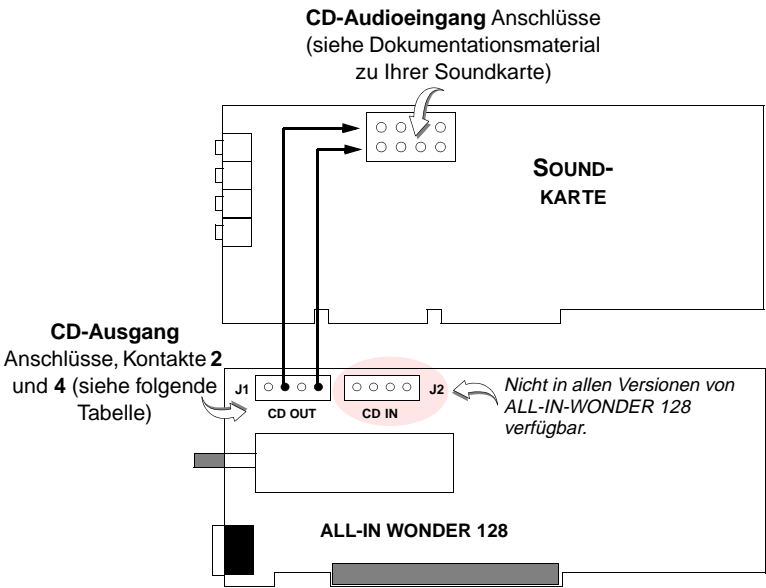 CD-Audioeingang Anschlüsse
(siehe Dokumentationsmaterial
zu Ihrer Soundkarte)
SOUND-
KARTE
CD-Ausgang
Anschlüsse, Kontakte 2
und 4 (siehe folgende
Tabelle)
J1
CD OUT
CD IN
J2
Nicht in allen Versionen von
ALL-IN-WONDER 128
verfügbar.
ALL-IN WONDER 128